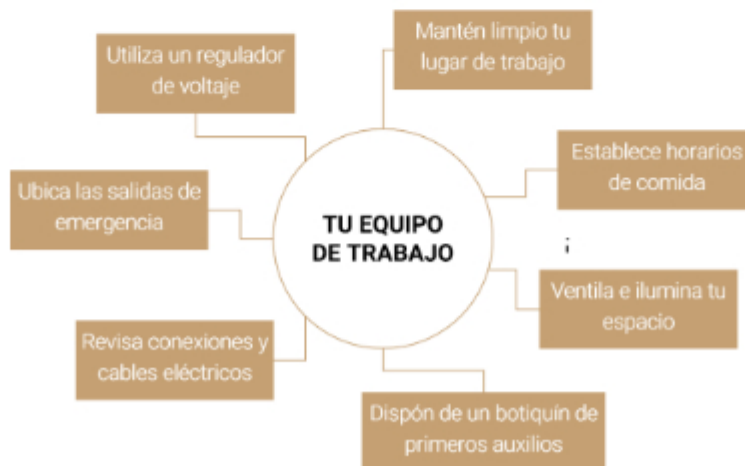 Mantén limpio tu
lugar de trabajo
Utiliza un regulador
de voltaje
Establece horarios
de comida
Ubica las salidas de
emergencia
TU EQUIPO
DE TRABAJO
¡
Ventila e ilumina tu
espacio
Revisa conexiones y
cables eléctricos
Dispón de un botiquín de
primeros auxilios